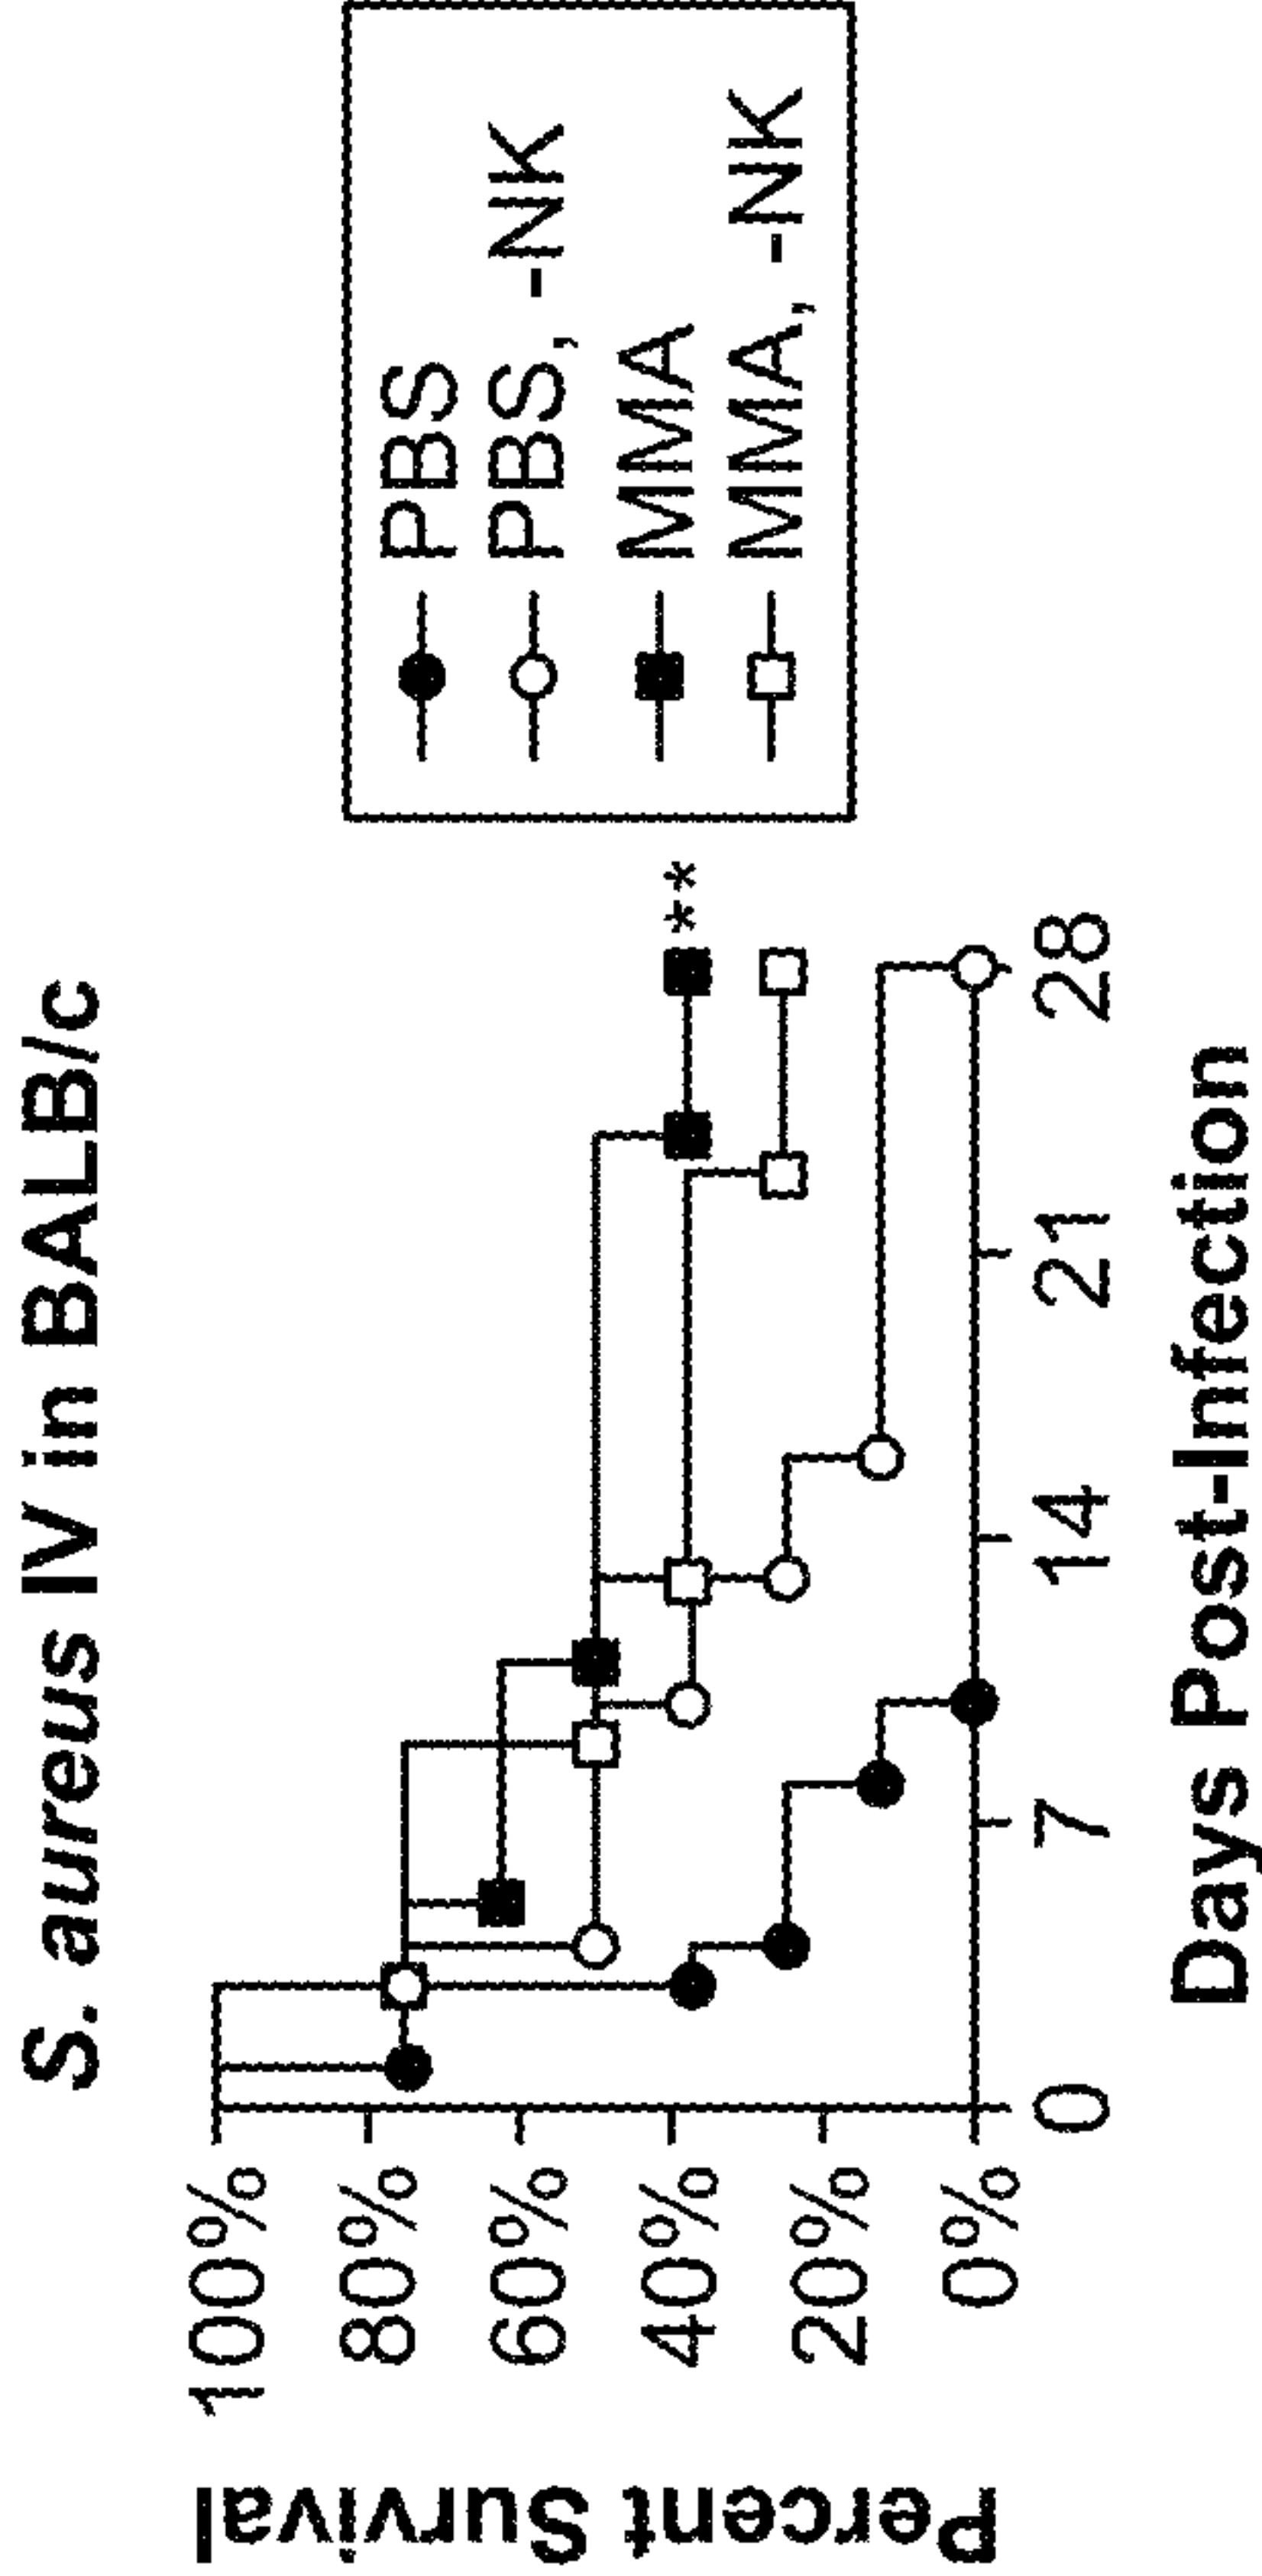 S. aureus IV in BALB/c
Percent Survival
100%
80%
60%
40%
20%
0%
0
7
14
21
28
Days Post-Infection
**
PBS
PBS, -NK
MMA
MMA, -NK